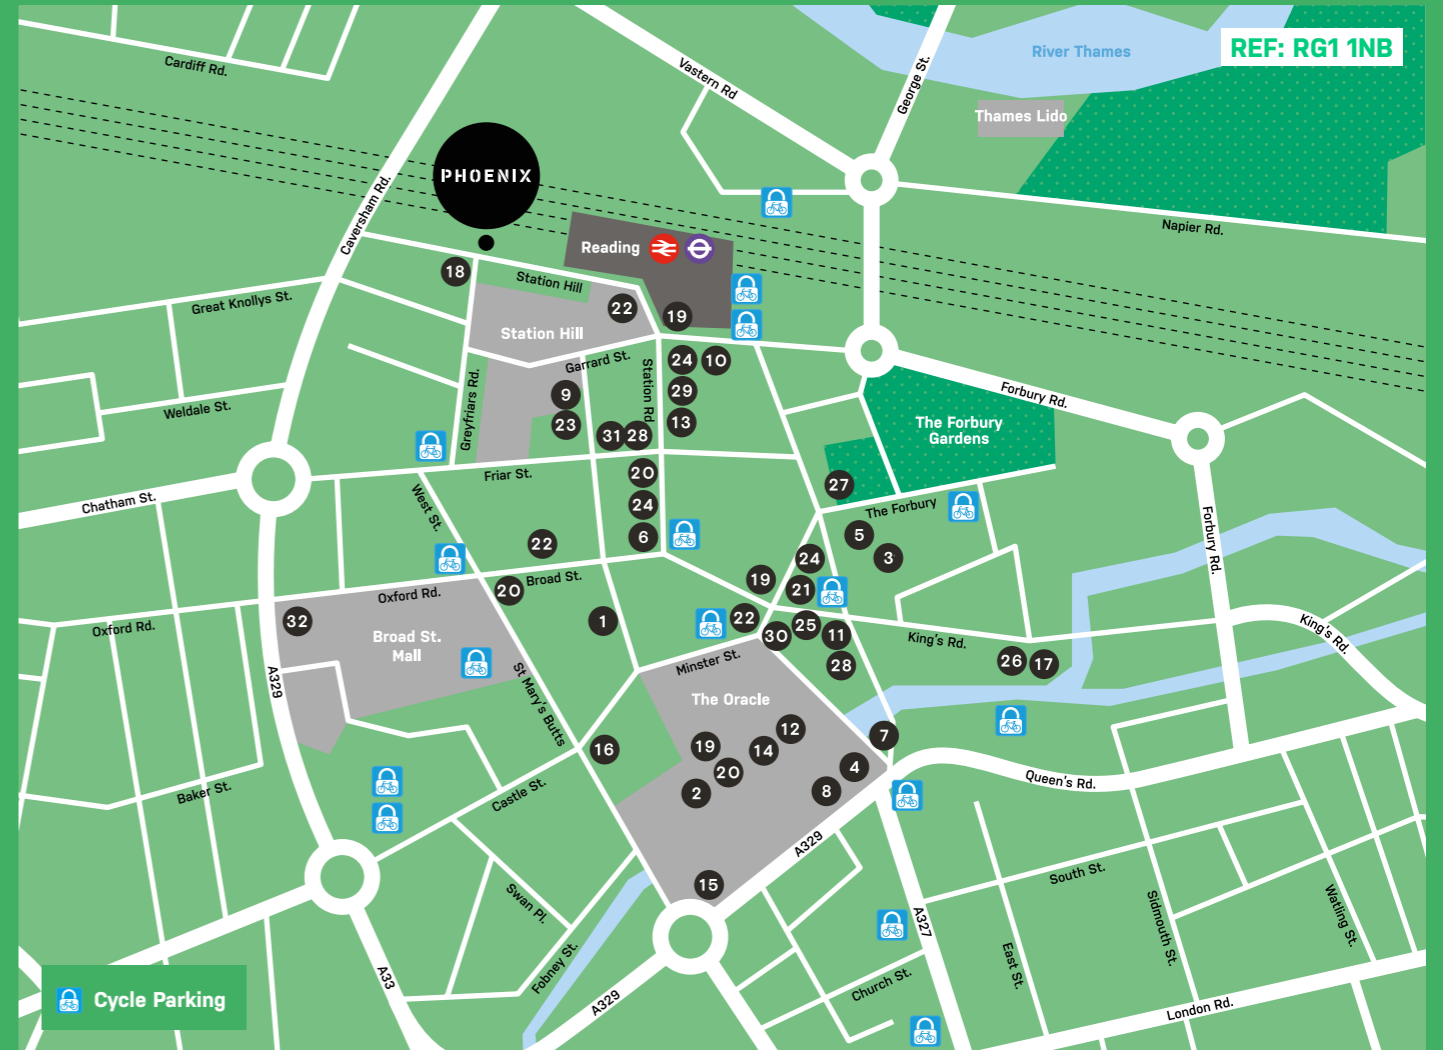 REF: RG1 1NB
River Thames
Cardiff Rd.
Vastern Rd
George St.
Thames Lido
PHOENIX
Caversham Rd.
Napier Rd.
Reading
18
Station Hill
Great Knollys St.
22
19
Station Hill
Garrard St.
24
10
Station Rd
Greyfriars Rd.
9
29
Forbury Rd.
Weldale St.
23
13
The Forbury
Gardens
31
28
Friar St.
20
27
Chatham St.
West St.
24
The Forbury
22
6
5
3
Forbury Rd.
24
Broad St.
19
21
Oxford Rd.
20
32
1
22
25
11
30
King's Rd.
King's Rd.
Oxford Rd.
Broad St.
Mall
Minster St.
28
26
17
A329
St Mary's Butts
The Oracle
12
7
16
19
14
20
4
8
2
Queen's Rd.
Baker St.
Castle St.
A329
15
South St.
Swan Pl.
Sidmouth St.
Watling St.
A327
East St.
Fobney St.
A33
Church St.
A329
London Rd.
Cycle Parking